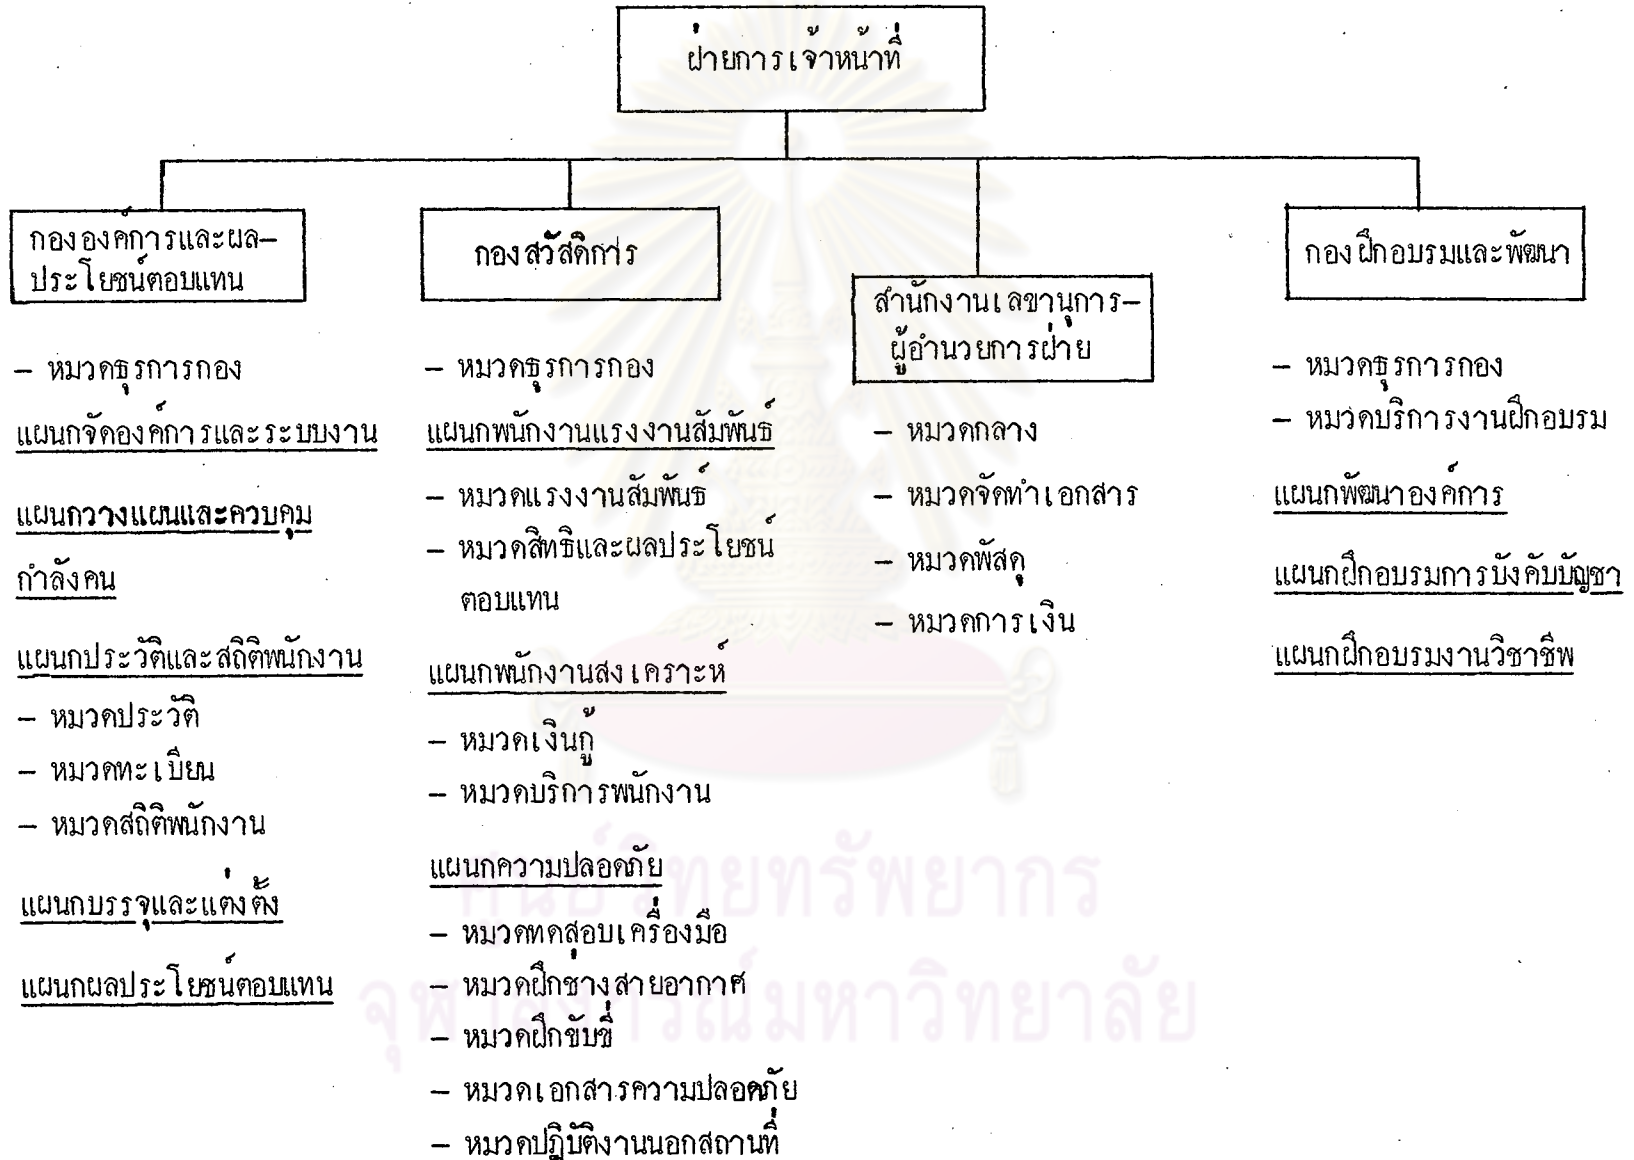 ฝ่ายการเจ้าหน้าที่
กององค์การและผล–
ประโยชน์ตอบแทน
– หมวดธุรการกอง
แผนกจัดองค์การและระบบงาน
แผนกวางแผนและควบคุม
กำลังคน
แผนกประวัติและสถิติพนักงาน
– หมวดประวัติ
– หมวดทะเบียน
– หมวดสถิติพนักงาน
แผนกบรรจุและแต่งตั้ง
แผนกผลประโยชน์ตอบแทน
กองสวัสดิการ
– หมวดธุรการกอง
แผนกพนักงานแรงงานสัมพันธ์
– หมวดแรงงานสัมพันธ์
– หมวดสิทธิและผลประโยชน์
ตอบแทน
แผนกพนักงานสงเคราะห์
– หมวดเงินกู้
– หมวดบริการพนักงาน
แผนกความปลอดภัย
– หมวดทดสอบเครื่องมือ
– หมวดฝึกช่างสายอากาศ
– หมวดฝึกขับขี่
– หมวดเอกสารความปลอดภัย
– หมวดปฏิบัติงานนอกสถานที่
สำนักงานเลขานุการ–
ผู้อำนวยการฝ่าย
– หมวดกลาง
– หมวดจัดทำเอกสาร
– หมวดพัสดุ
– หมวดการเงิน
กองฝึกอบรมและพัฒนา
– หมวดธุรการกอง
– หมวดบริการงานฝึกอบรม
แผนกพัฒนาองค์การ
แผนกฝึกอบรมการบังคับบัญชา
แผนกฝึกอบรมงานวิชาชีพ
ศูนย์วิทยทรัพยากร
จุฬาลงกรณ์มหาวิทยาลัย